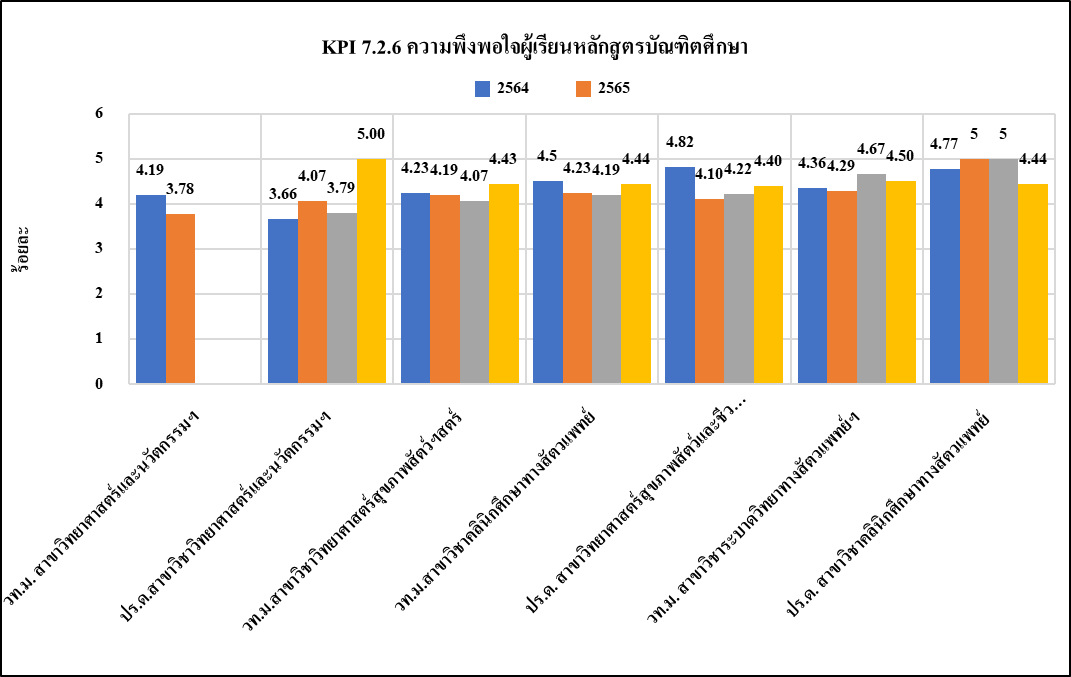 KPI 7.2.6 ความพึงพอใจผู้เรียนหลักสูตรบัณฑิตศึกษา
2564 2565
ร้อยละ
6
5
4
3
2
1
0
4.19 3.78
3.66 4.07 3.79 5.00
4.23 4.19 4.07 4.43
4.5 4.23 4.19 4.44
4.82 4.10 4.22 4.40
4.36 4.29 4.67 4.50
4.77 5 5 4.44
วท.ม. สาขาวิทยาศาสตร์และนวัตกรรมฯ
ปร.ด.สาขาวิชาวิทยาศาสตร์และนวัตกรรมฯ
วท.ม.สาขาวิชาวิทยาศาสตร์สุขภาพสัตว์ฯสตร์
วท.ม.สาขาวิชาคลินิกศึกษาทางสัตวแพทย์
ปร.ด. สาขาวิทยาศาสตร์สุขภาพสัตว์และชีว...
วท.ม. สาขาวิชาระบาดวิทยาทางสัตวแพทย์ฯ
ปร.ด. สาขาวิชาคลินิกศึกษาทางสัตวแพทย์